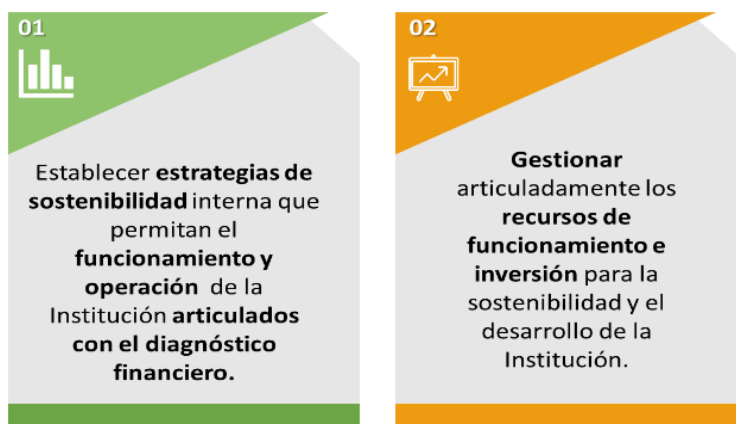 01
Establecer estrategias de
sostenibilidad interna que
permitan el
funcionamiento y
operación de la
Institución articulados
con el diagnóstico
financiero.
02
Gestionar
articuladamente los
recursos de
funcionamiento e
inversión para la
sostenibilidad y el
desarrollo de la
Institución.